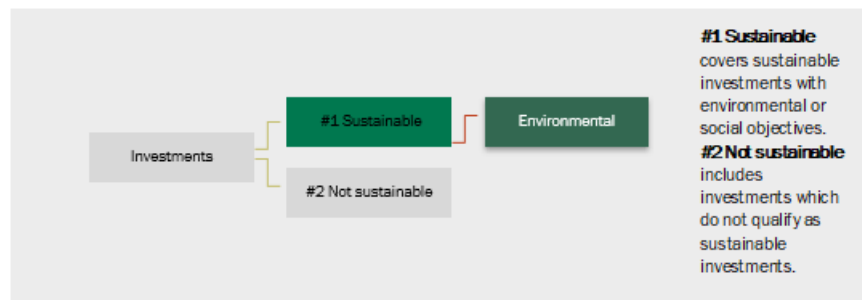 Investments
#1 Sustainable
#2 Not sustainable
Environmental
#1 Sustainable
covers sustainable
investments with
environmental or
social objectives.
#2 Not sustainable
includes
investments which
do not qualify as
sustainable
investments.